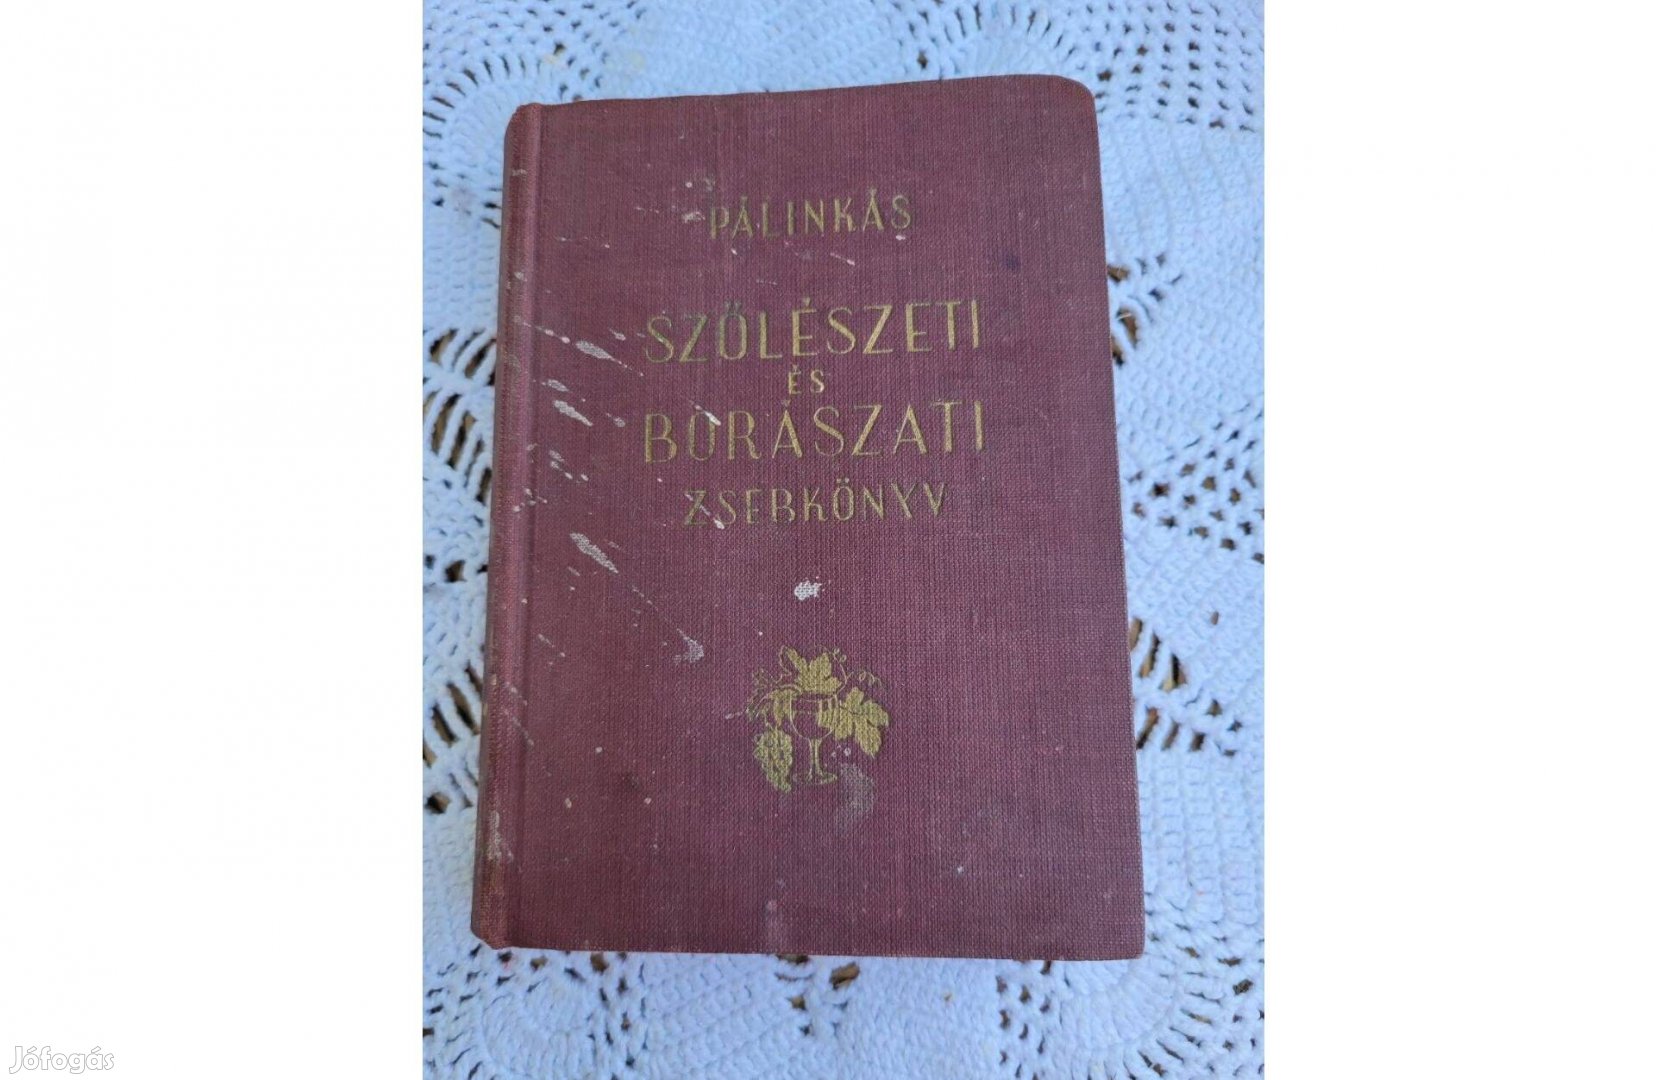 PÁLINKÁS
SZŐLÉSZETI
ÉS
BORÁSZATI
ZSEBKÖNYV
Jófogás